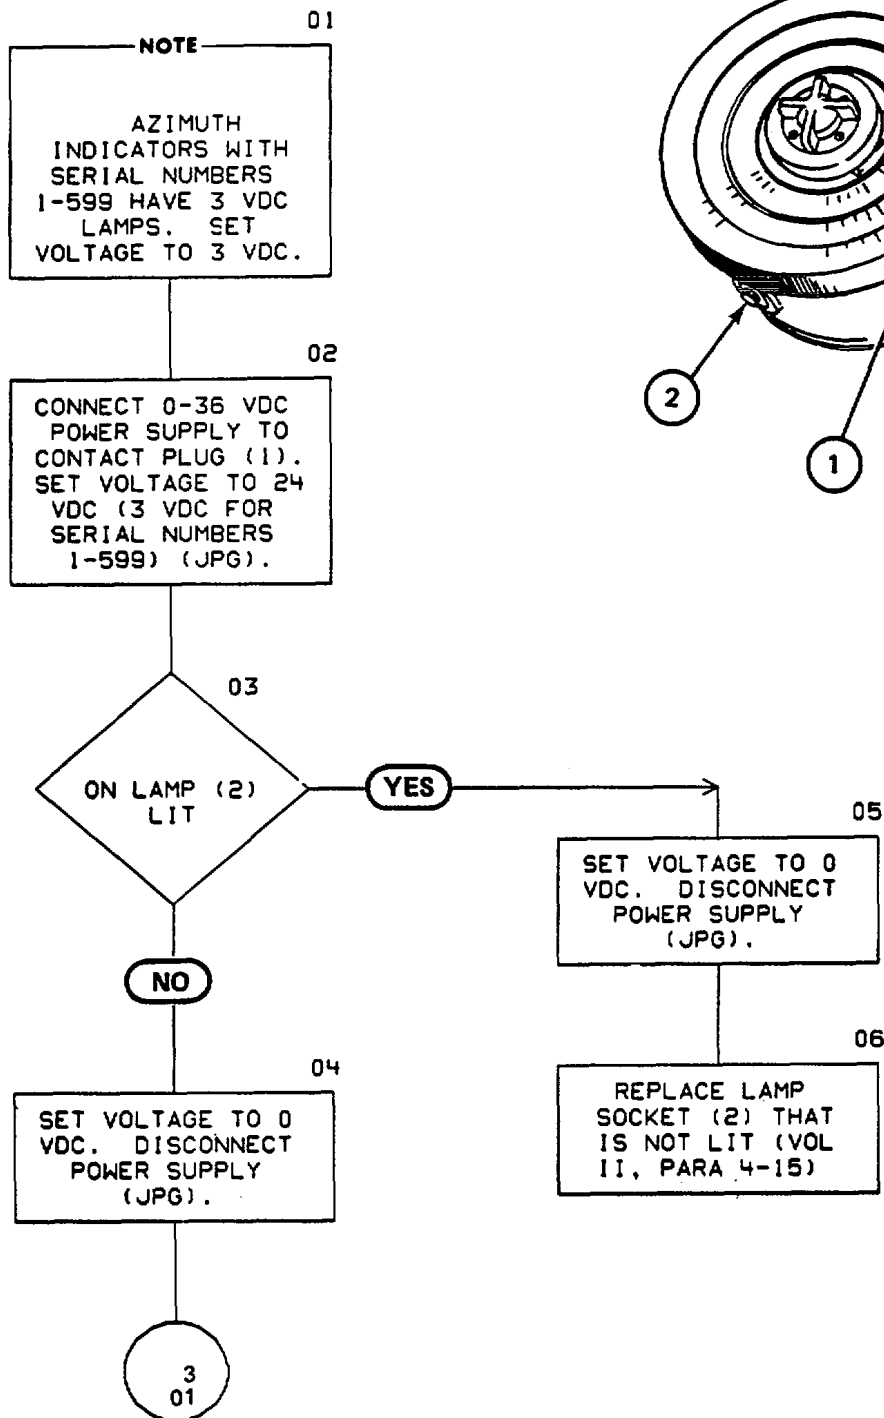 01
NOTE
AZIMUTH
INDICATORS WITH
SERIAL NUMBERS
1-599 HAVE 3 VDC
LAMPS. SET
VOLTAGE TO 3 VDC.
02
CONNECT 0-36 VDC
POWER SUPPLY TO
CONTACT PLUG (1).
SET VOLTAGE TO 24
VDC (3 VDC FOR
SERIAL NUMBERS
1-599) (JPG).
2
1
03
ON LAMP (2)
LIT
YES
NO
04
SET VOLTAGE TO 0
VDC. DISCONNECT
POWER SUPPLY
(JPG).
3
01
05
SET VOLTAGE TO 0
VDC. DISCONNECT
POWER SUPPLY
(JPG).
06
REPLACE LAMP
SOCKET (2) THAT
IS NOT LIT (VOL
II, PARA 4-15)